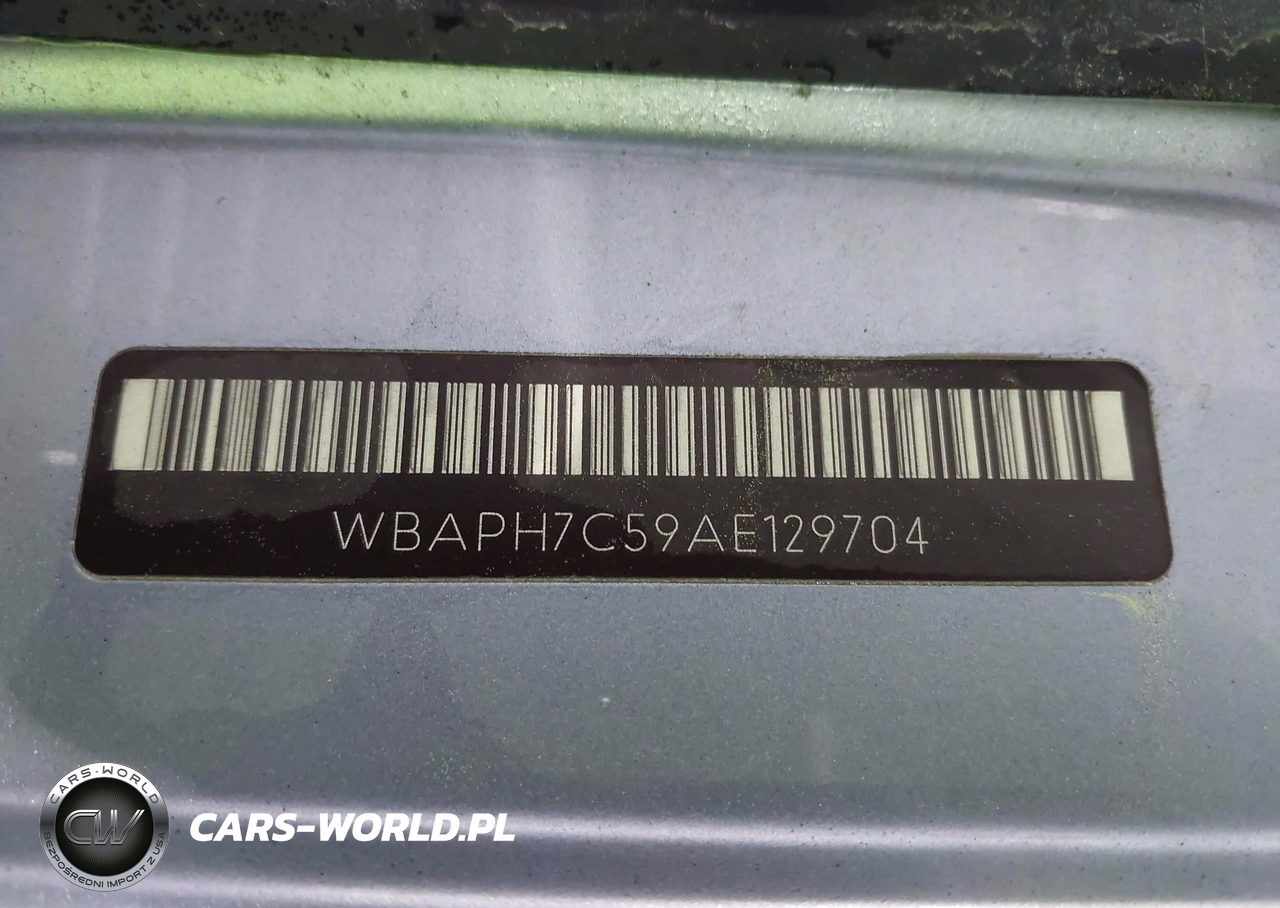 WBAPH7C59AE129704
CARS-WORLD
CW
BEZPOŚREDNI IMPORT Z USA
CARS-WORLD.PL